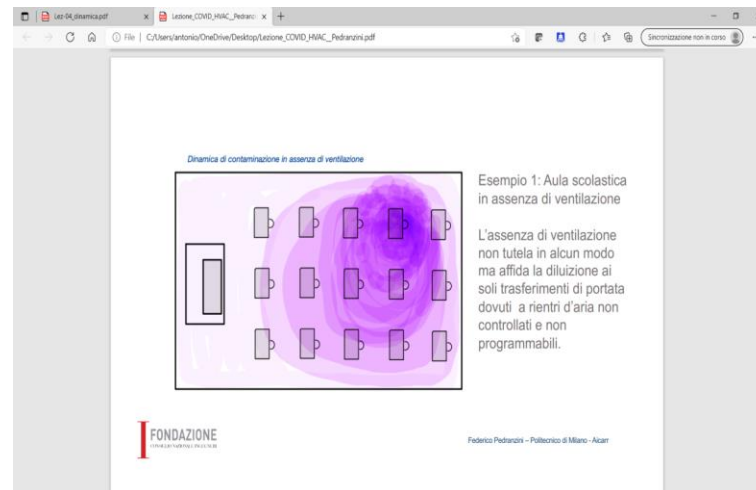 Lez-04_dinamica.pdf
Lezione_COVID_HVAC__Pedranzi
File
C:/Users/antonio/OneDrive/Desktop/Lezione_COVID_HVAC__Pedranzini.pdf
Sincronizzazione non in corso
Dinamica di contaminazione in assenza di ventilazione
Esempio 1: Aula scolastica
in assenza di ventilazione
L'assenza di ventilazione
non tutela in alcun modo
ma affida la diluizione ai
soli trasferimenti di portata
dovuti a rientri d'aria non
controllati e non
programmabili.
FONDAZIONE
Federico Pedranzini – Politecnico di Milano - Aicarr